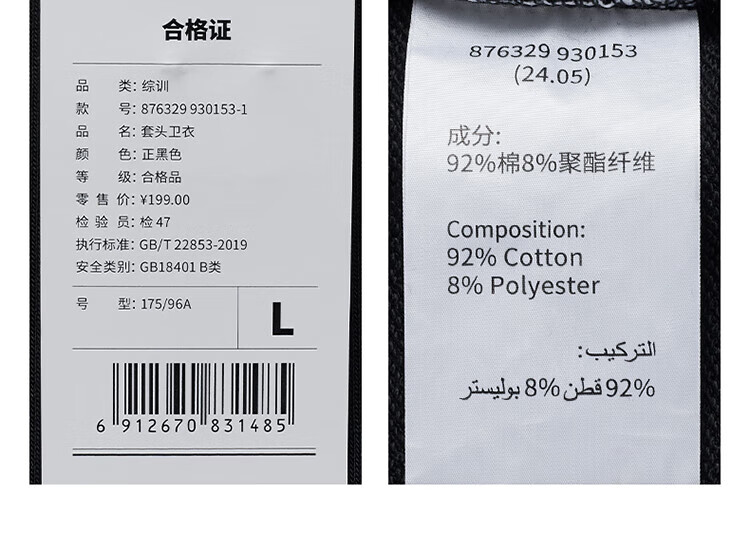 合格证
品 类: 综训
款 号: 876329 930153-1
品 名: 套头卫衣
颜 色: 正黑色
等 级: 合格品
零 售 价: ¥199.00
检 验 员: 检 47
执行标准: GB/T 22853-2019
安全类别: GB18401 B类
号 型: 175/96A
L
6 912670 831485
876329 930153
(24.05)
成分:
92%棉8%聚酯纤维
Composition:
92% Cotton
8% Polyester
التركيب:
92% قطن 8% بوليستر